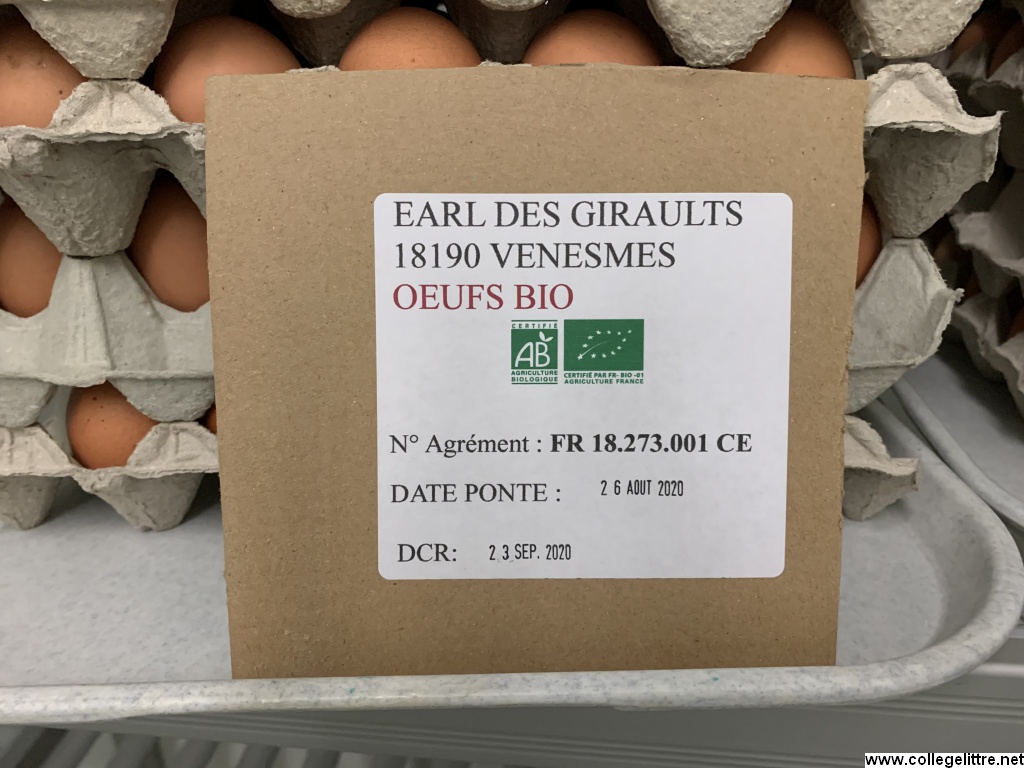 EARL DES GIRAULTS
18190 VENESMES
OEUFS BIO
CERTIFIÉ
AB
AGRICULTURE
BIOLOGIQUE
CERTIFIÉ PAR FR- BIO -01
AGRICULTURE FRANCE
N° Agrément : FR 18.273.001 CE
DATE PONTE : 26 AOUT 2020
DCR: 23 SEP. 2020
www.collegelittre.net